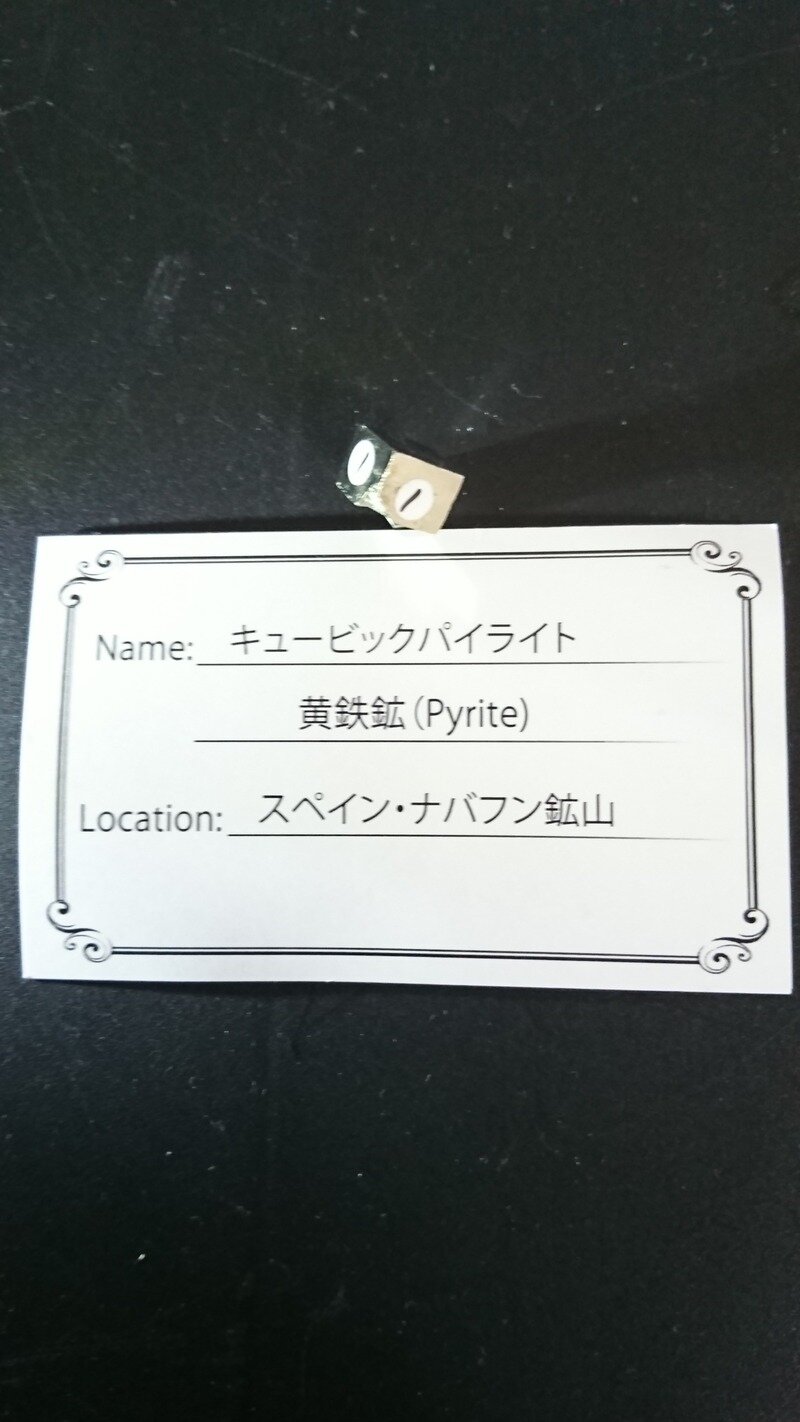 Name: キュービックパイライト
黄鉄鉱(Pyrite)
Location: スペイン・ナバフン鉱山